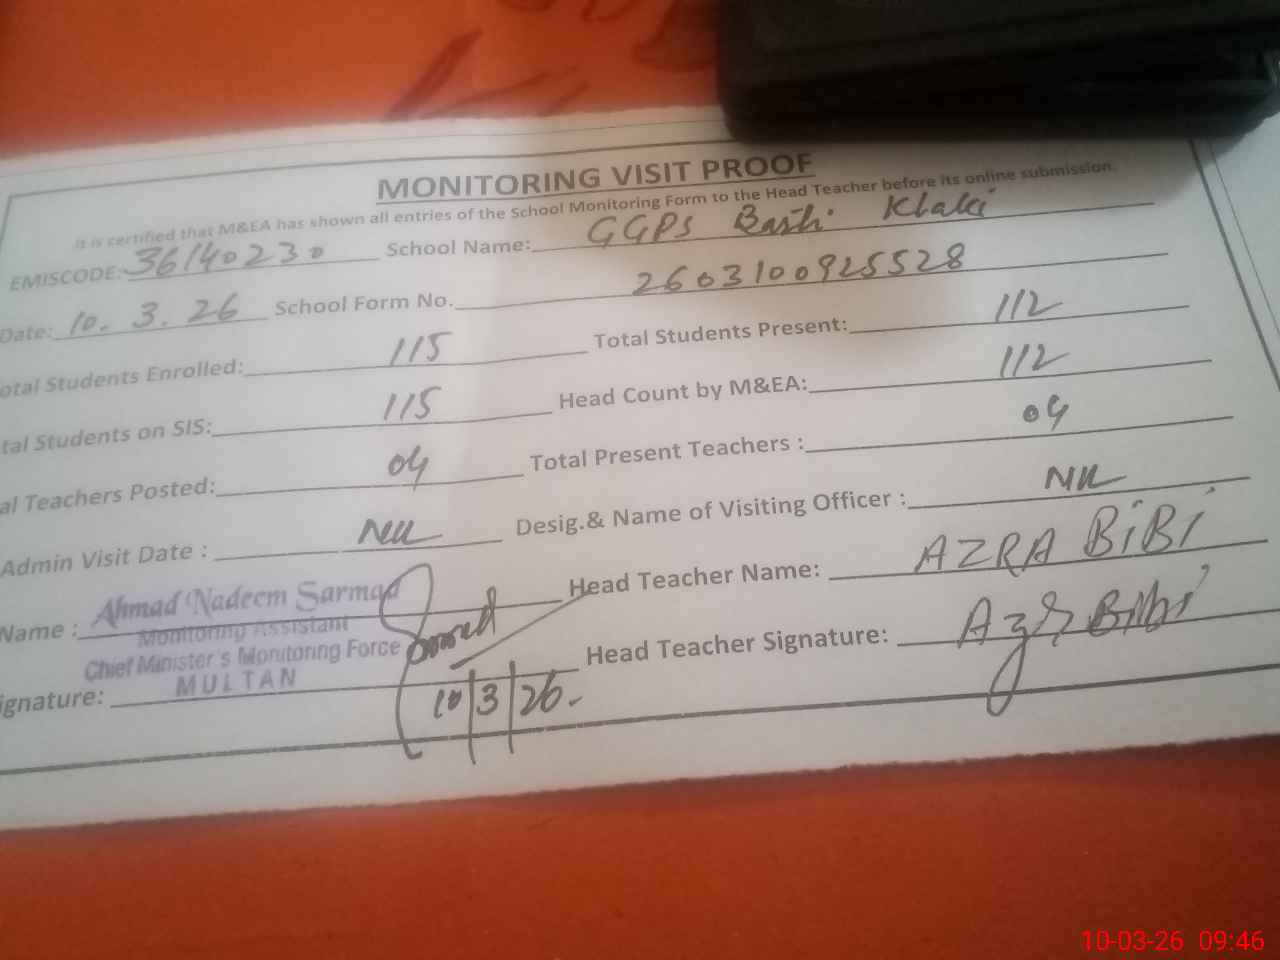 MONITORING VISIT PROOF
It is certified that M&EA has shown all entries of the School Monitoring Form to the Head Teacher before its online submission.
EMISCODE: 36140230 School Name: GGPS Basti Khaki
Date: 10. 3. 26 School Form No. 2603100925528
otal Students Enrolled: 115 Total Students Present: 112
tal Students on SIS: 115 Head Count by M&EA: 112
al Teachers Posted: 04 Total Present Teachers : 04
Admin Visit Date : Nil Desig.& Name of Visiting Officer : Nil
Name : Ahmad Nadeem Sarmad Head Teacher Name: AZRA BiBi
Monitoring Assistant
Chief Minister's Monitoring Force
MULTAN
ignature: 10/3/26. Head Teacher Signature: Azra Bibi
10-03-26 09:46